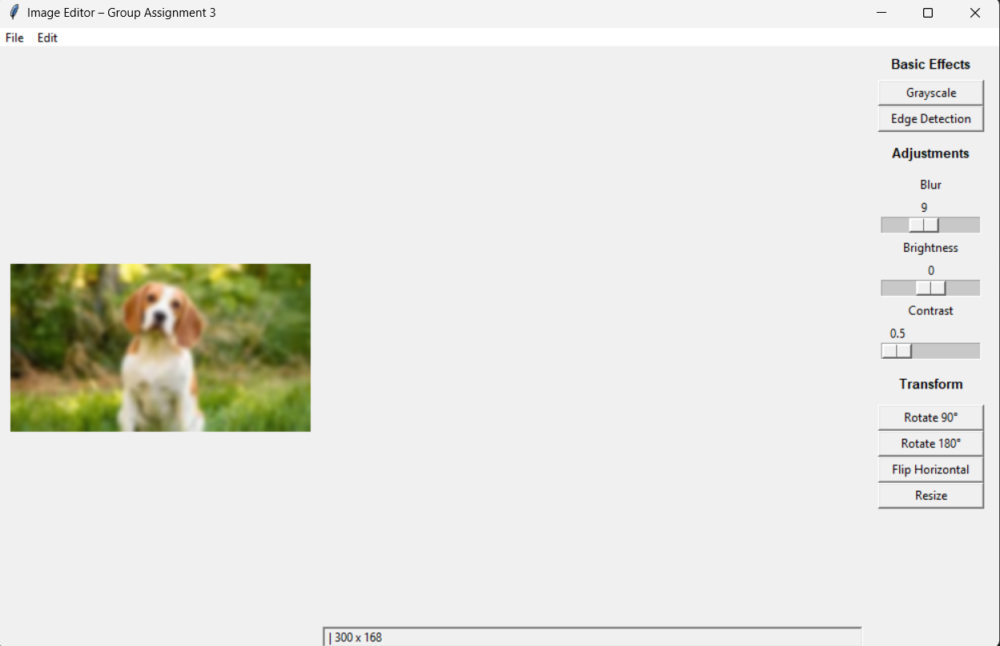 Image Editor – Group Assignment 3
File Edit
Basic Effects
Grayscale
Edge Detection
Adjustments
Blur
9
Brightness
0
Contrast
0.5
Transform
Rotate 90°
Rotate 180°
Flip Horizontal
Resize
| 300 x 168